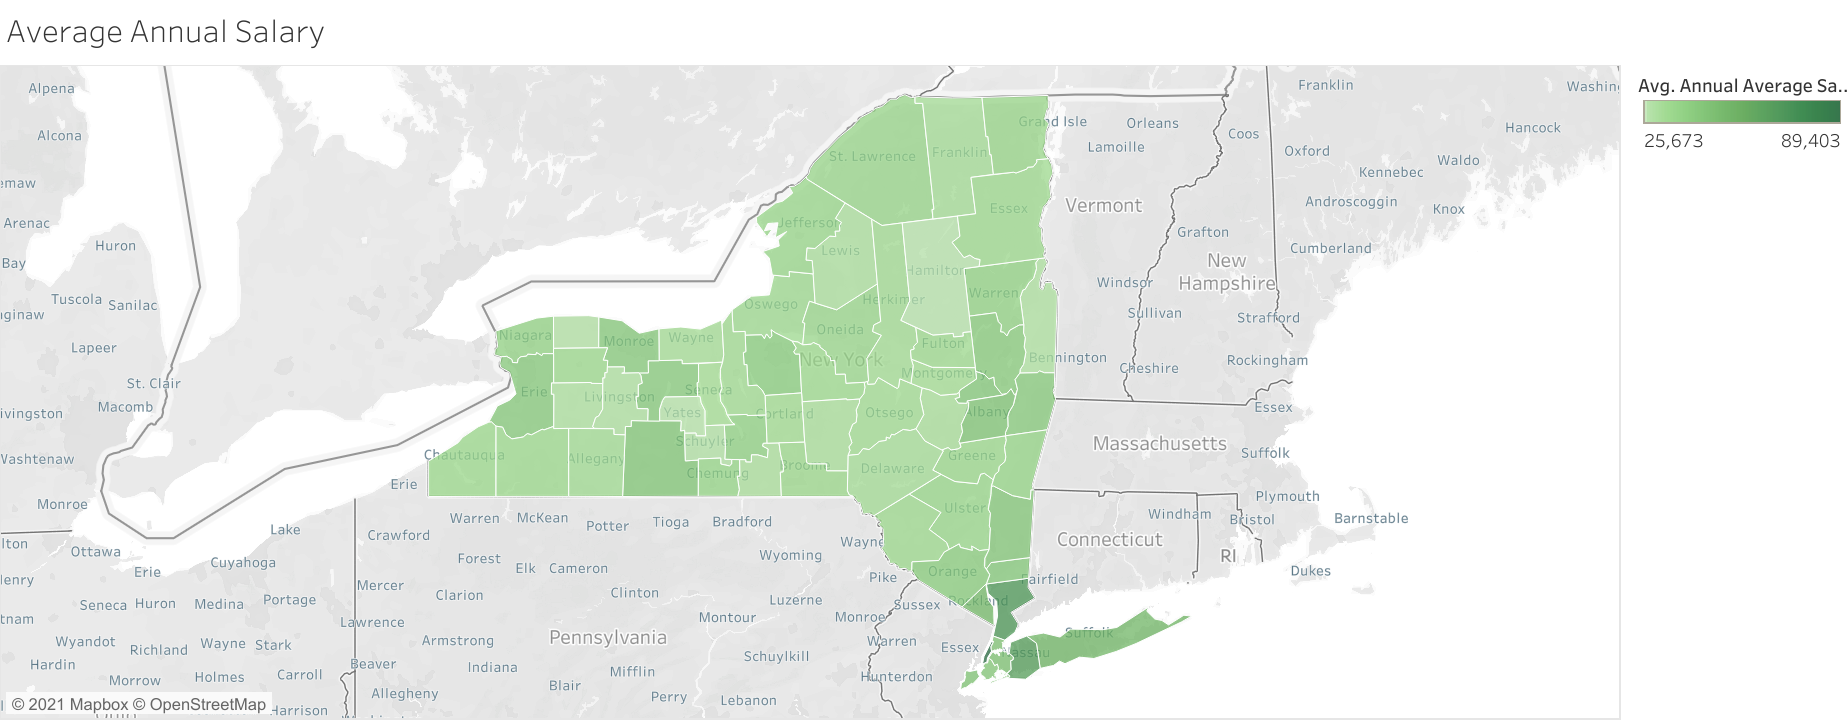 Average Annual Salary
Avg. Annual Average Sa..
25,673 89,403
Alpena
Franklin
Alcona
Grand Isle
Orleans
Coos
Hancock
Lamoille
Oxford
Waldo
St. Lawrence
Franklin
Kennebec
emaw
Androscoggin
Knox
Arenac
Jefferson
Essex
Vermont
Grafton
Huron
Lewis
Cumberland
Bay
Hamilton
New
Hampshire
Tuscola
Sanilac
Windsor
Oswego
Herkimer
Warren
Sullivan
Strafford
Niagara
Monroe
Wayne
Oneida
Fulton
Lapeer
New York
Bennington
Cheshire
Rockingham
St. Clair
Erie
Livingston
Seneca
Montgomery
Macomb
Yates
Cortland
Otsego
Albany
Essex
Schuyler
Massachusetts
Washtenaw
Chautauqua
Allegany
Chemung
Broome
Delaware
Greene
Suffolk
Erie
Monroe
Plymouth
Ulster
Windham
Bristol
Barnstable
Lake
Crawford
Warren
McKean
Potter
Tioga
Bradford
Wayne
Connecticut
RI
Ottawa
Erie
Cuyahoga
Forest
Elk
Cameron
Wyoming
Pike
Orange
Fairfield
Dukes
Mercer
Clarion
Clinton
Luzerne
Sussex
Rockland
Seneca
Huron
Medina
Portage
Lawrence
Montour
Monroe
Wyandot
Richland
Wayne
Stark
Armstrong
Pennsylvania
Warren
Essex
Suffolk
Nassau
Hardin
Beaver
Indiana
Mifflin
Schuylkill
Hunterdon
Morrow
Holmes
Carroll
Allegheny
Blair
Perry
Lebanon
Harrison
© 2021 Mapbox © OpenStreetMap